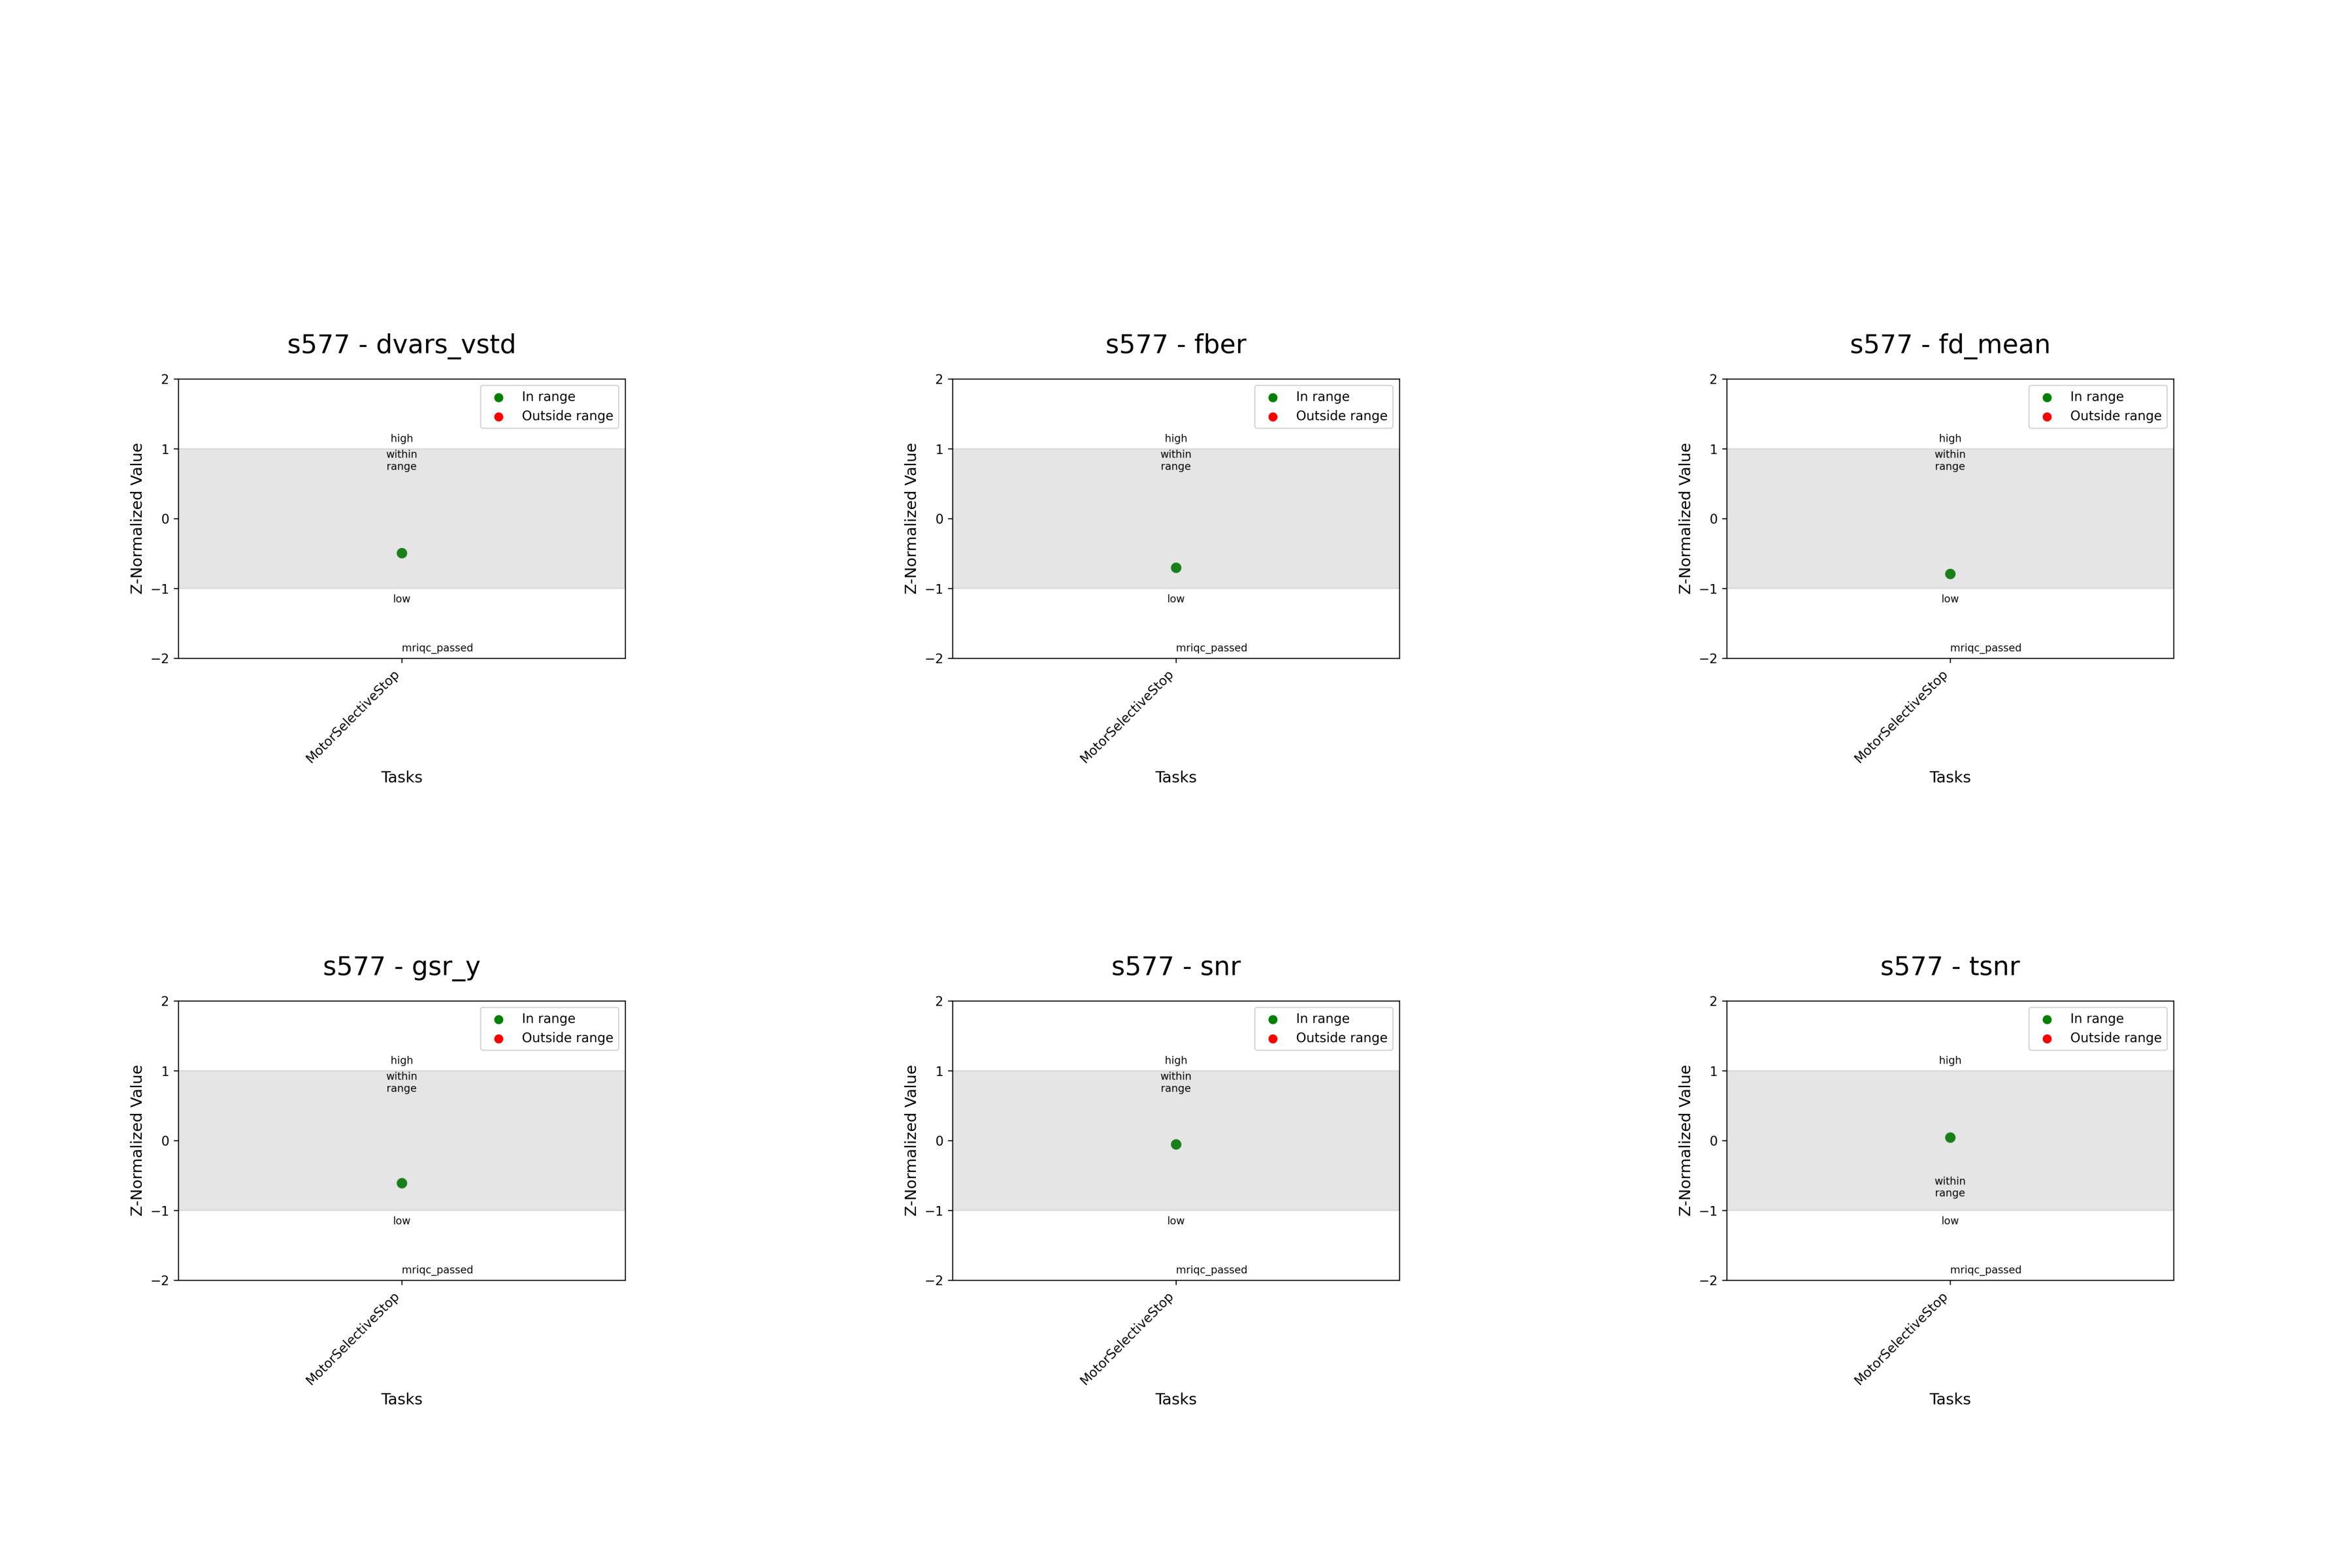 s577 - dvars_vstd
2
In range
Outside range
high
1
within
range
Z-Normalized Value
0
−1
low
mriqc_passed
−2
MotorSelectiveStop
Tasks
s577 - fber
2
In range
Outside range
high
1
within
range
Z-Normalized Value
0
−1
low
mriqc_passed
−2
MotorSelectiveStop
Tasks
s577 - fd_mean
2
In range
Outside range
high
1
within
range
Z-Normalized Value
0
−1
low
mriqc_passed
−2
MotorSelectiveStop
Tasks
s577 - gsr_y
2
In range
Outside range
high
1
within
range
Z-Normalized Value
0
−1
low
mriqc_passed
−2
MotorSelectiveStop
Tasks
s577 - snr
2
In range
Outside range
high
1
within
range
Z-Normalized Value
0
−1
low
mriqc_passed
−2
MotorSelectiveStop
Tasks
s577 - tsnr
2
In range
Outside range
high
1
Z-Normalized Value
0
within
range
−1
low
mriqc_passed
−2
MotorSelectiveStop
Tasks